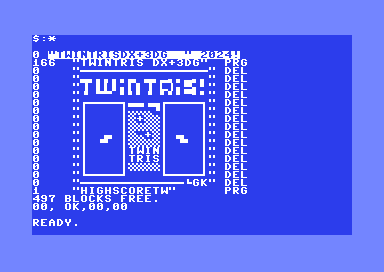 $:*
0 "TWINTRISDX+3DG  " 2024!
166  "TWINTRIS DX+3DG"  PRG
0 " " DEL
0 "TWINTRIS!" DEL
0 " " DEL
0 " " DEL
0 " " DEL
0 " " DEL
0 " " DEL
0 " " DEL
0 "TWIN" DEL
0 "TRIS" DEL
0 " " DEL
0 "GK" DEL
1    "HIGHSCORETW"      PRG
497 BLOCKS FREE.
00, OK,00,00
READY.